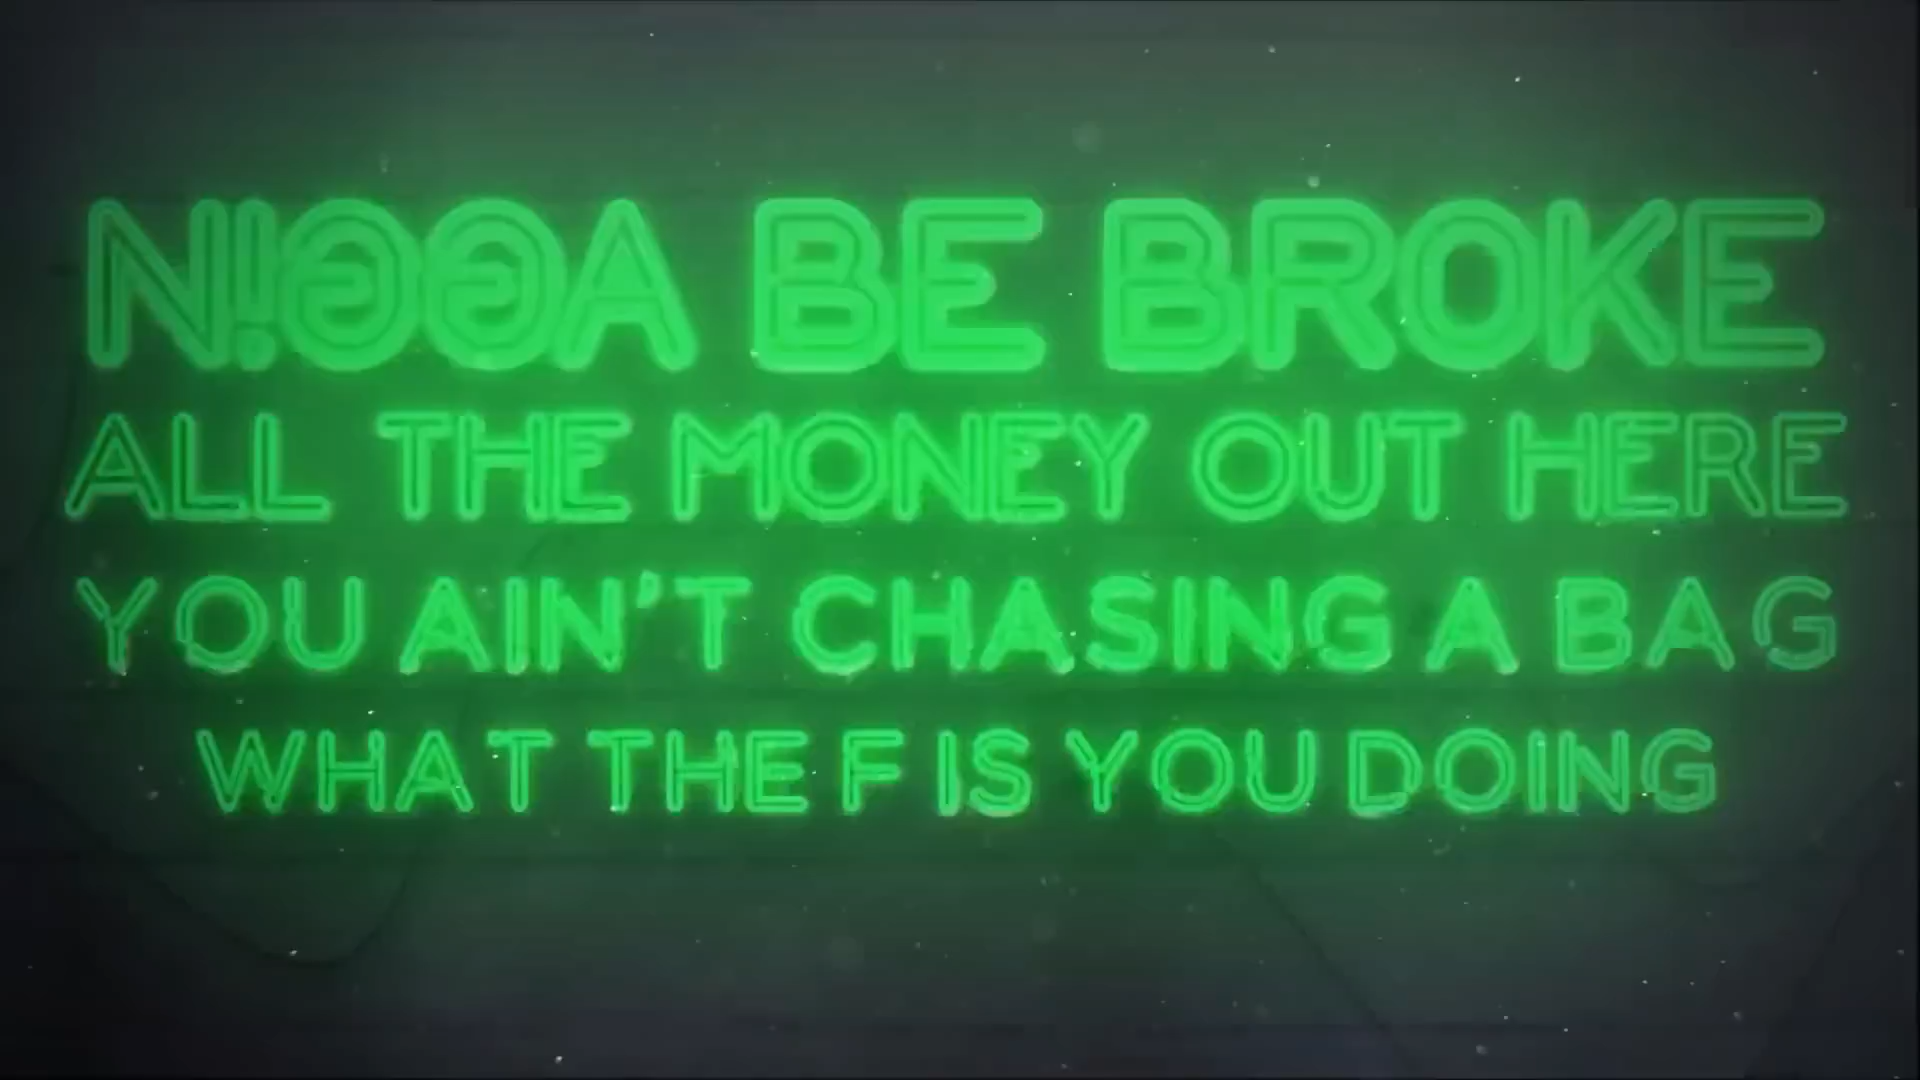 N!GGA BE BROKE
ALL THE MONEY OUT HERE
YOU AIN'T CHASING A BAG
WHAT THE F IS YOU DOING